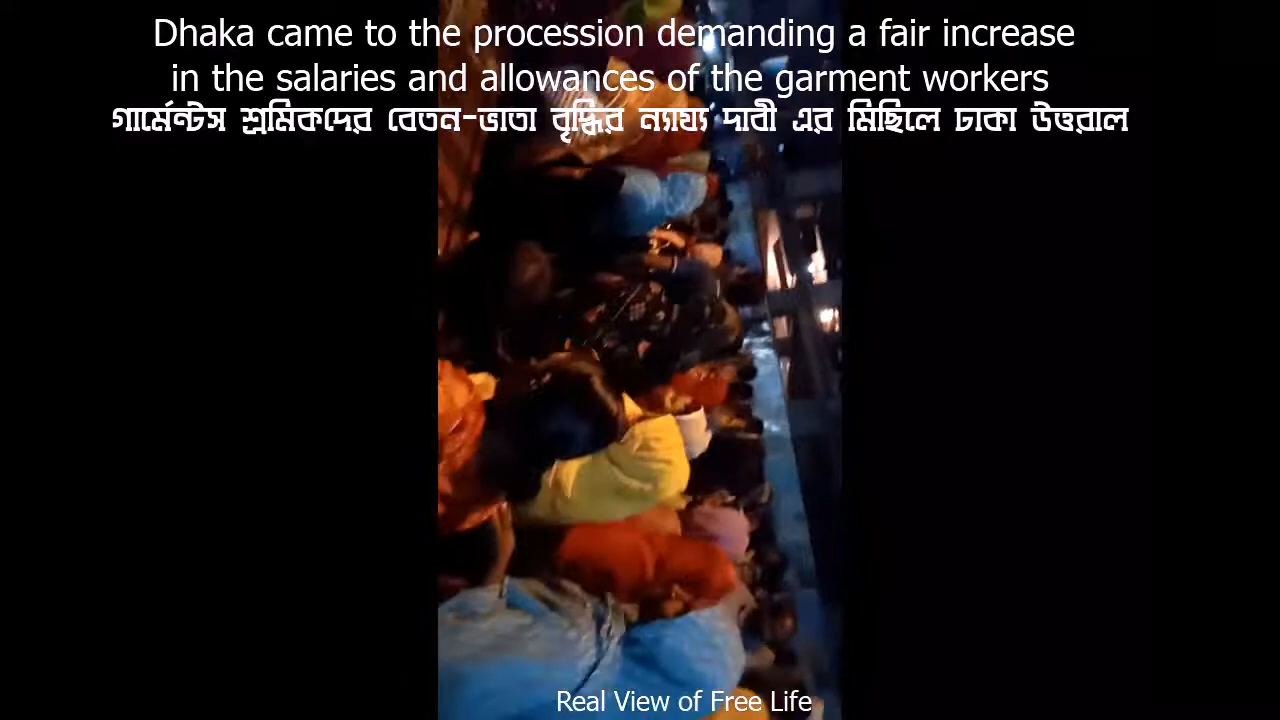 Dhaka came to the procession demanding a fair increase
in the salaries and allowances of the garment workers
গার্মেন্টস শ্রমিকদের বেতন-ভাতা বৃদ্ধির ন্যায্য দাবী এর মিছিলে ঢাকা উত্তরাল
Real View of Free Life